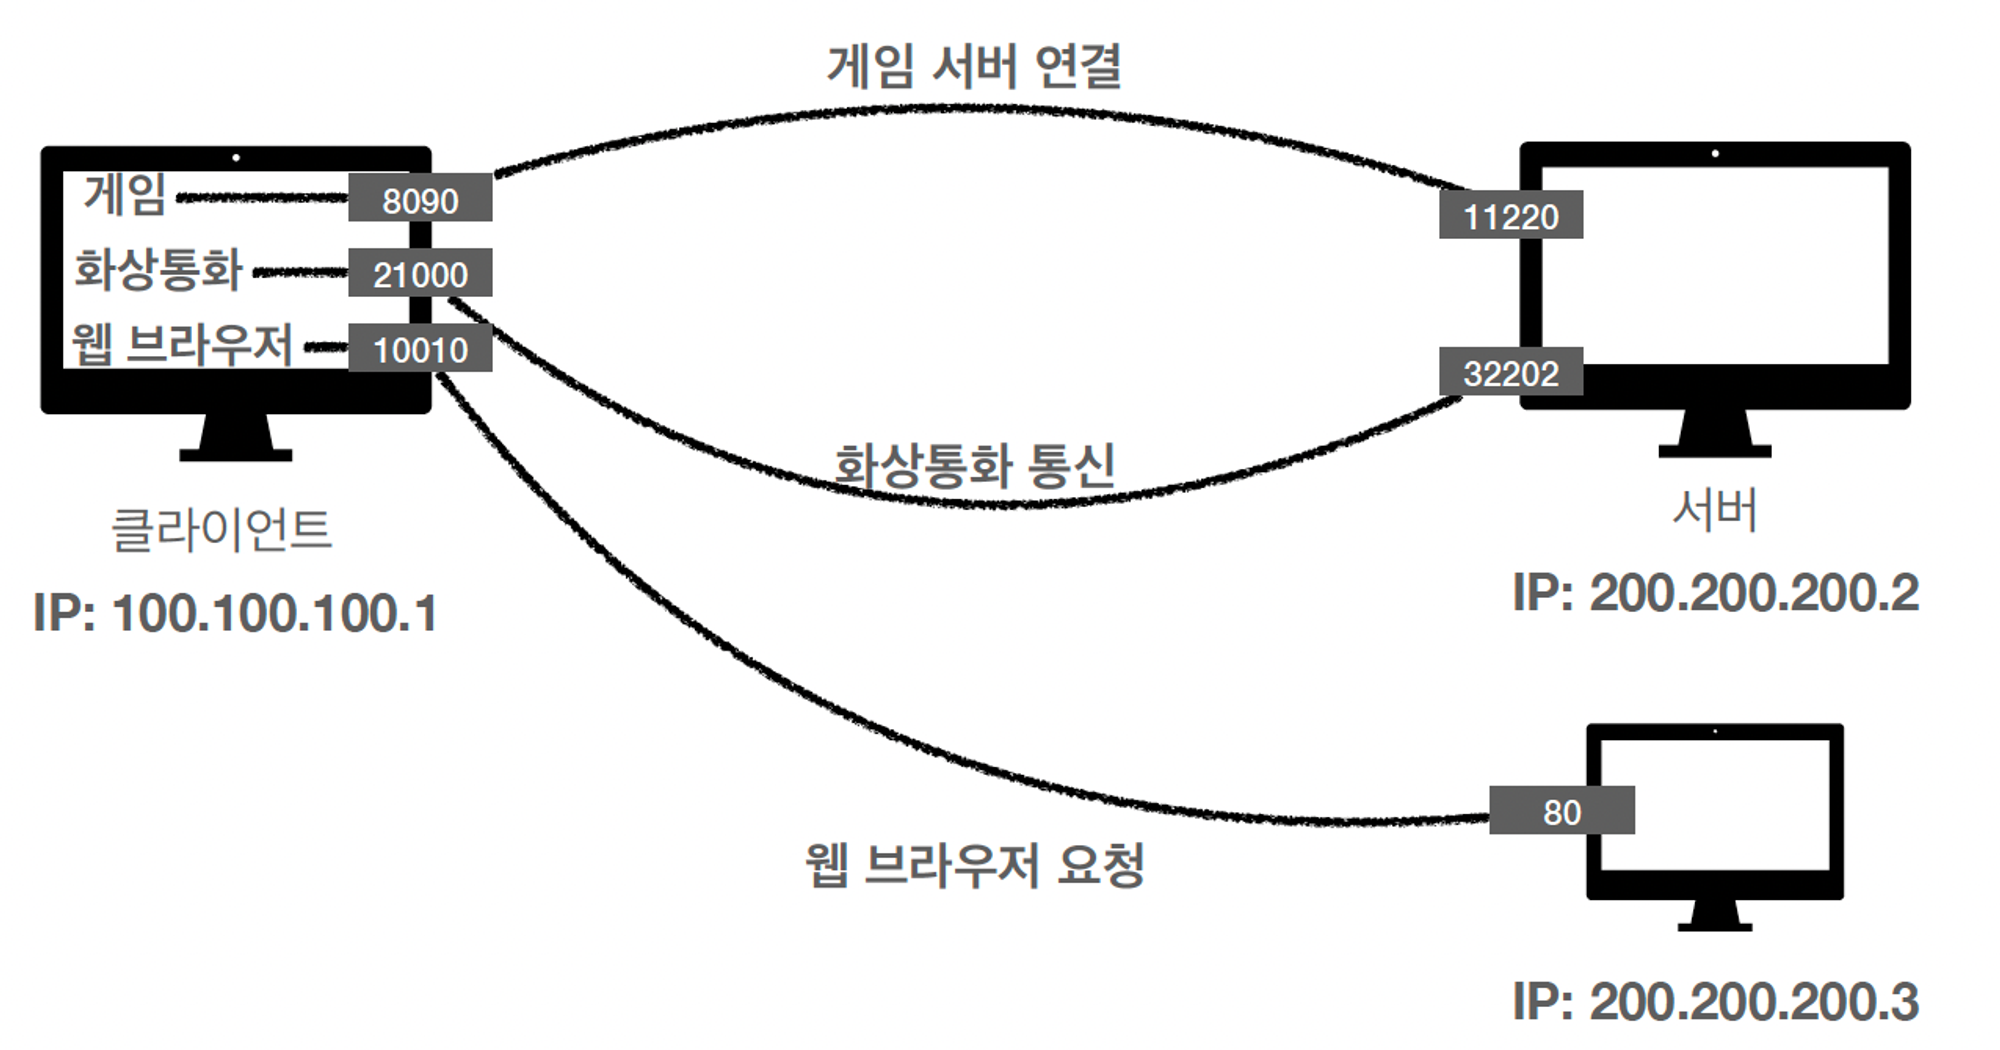 게임 서버 연결
게임
8090
11220
화상통화
21000
웹 브라우저
10010
32202
화상통화 통신
클라이언트
서버
IP: 100.100.100.1
IP: 200.200.200.2
80
웹 브라우저 요청
IP: 200.200.200.3